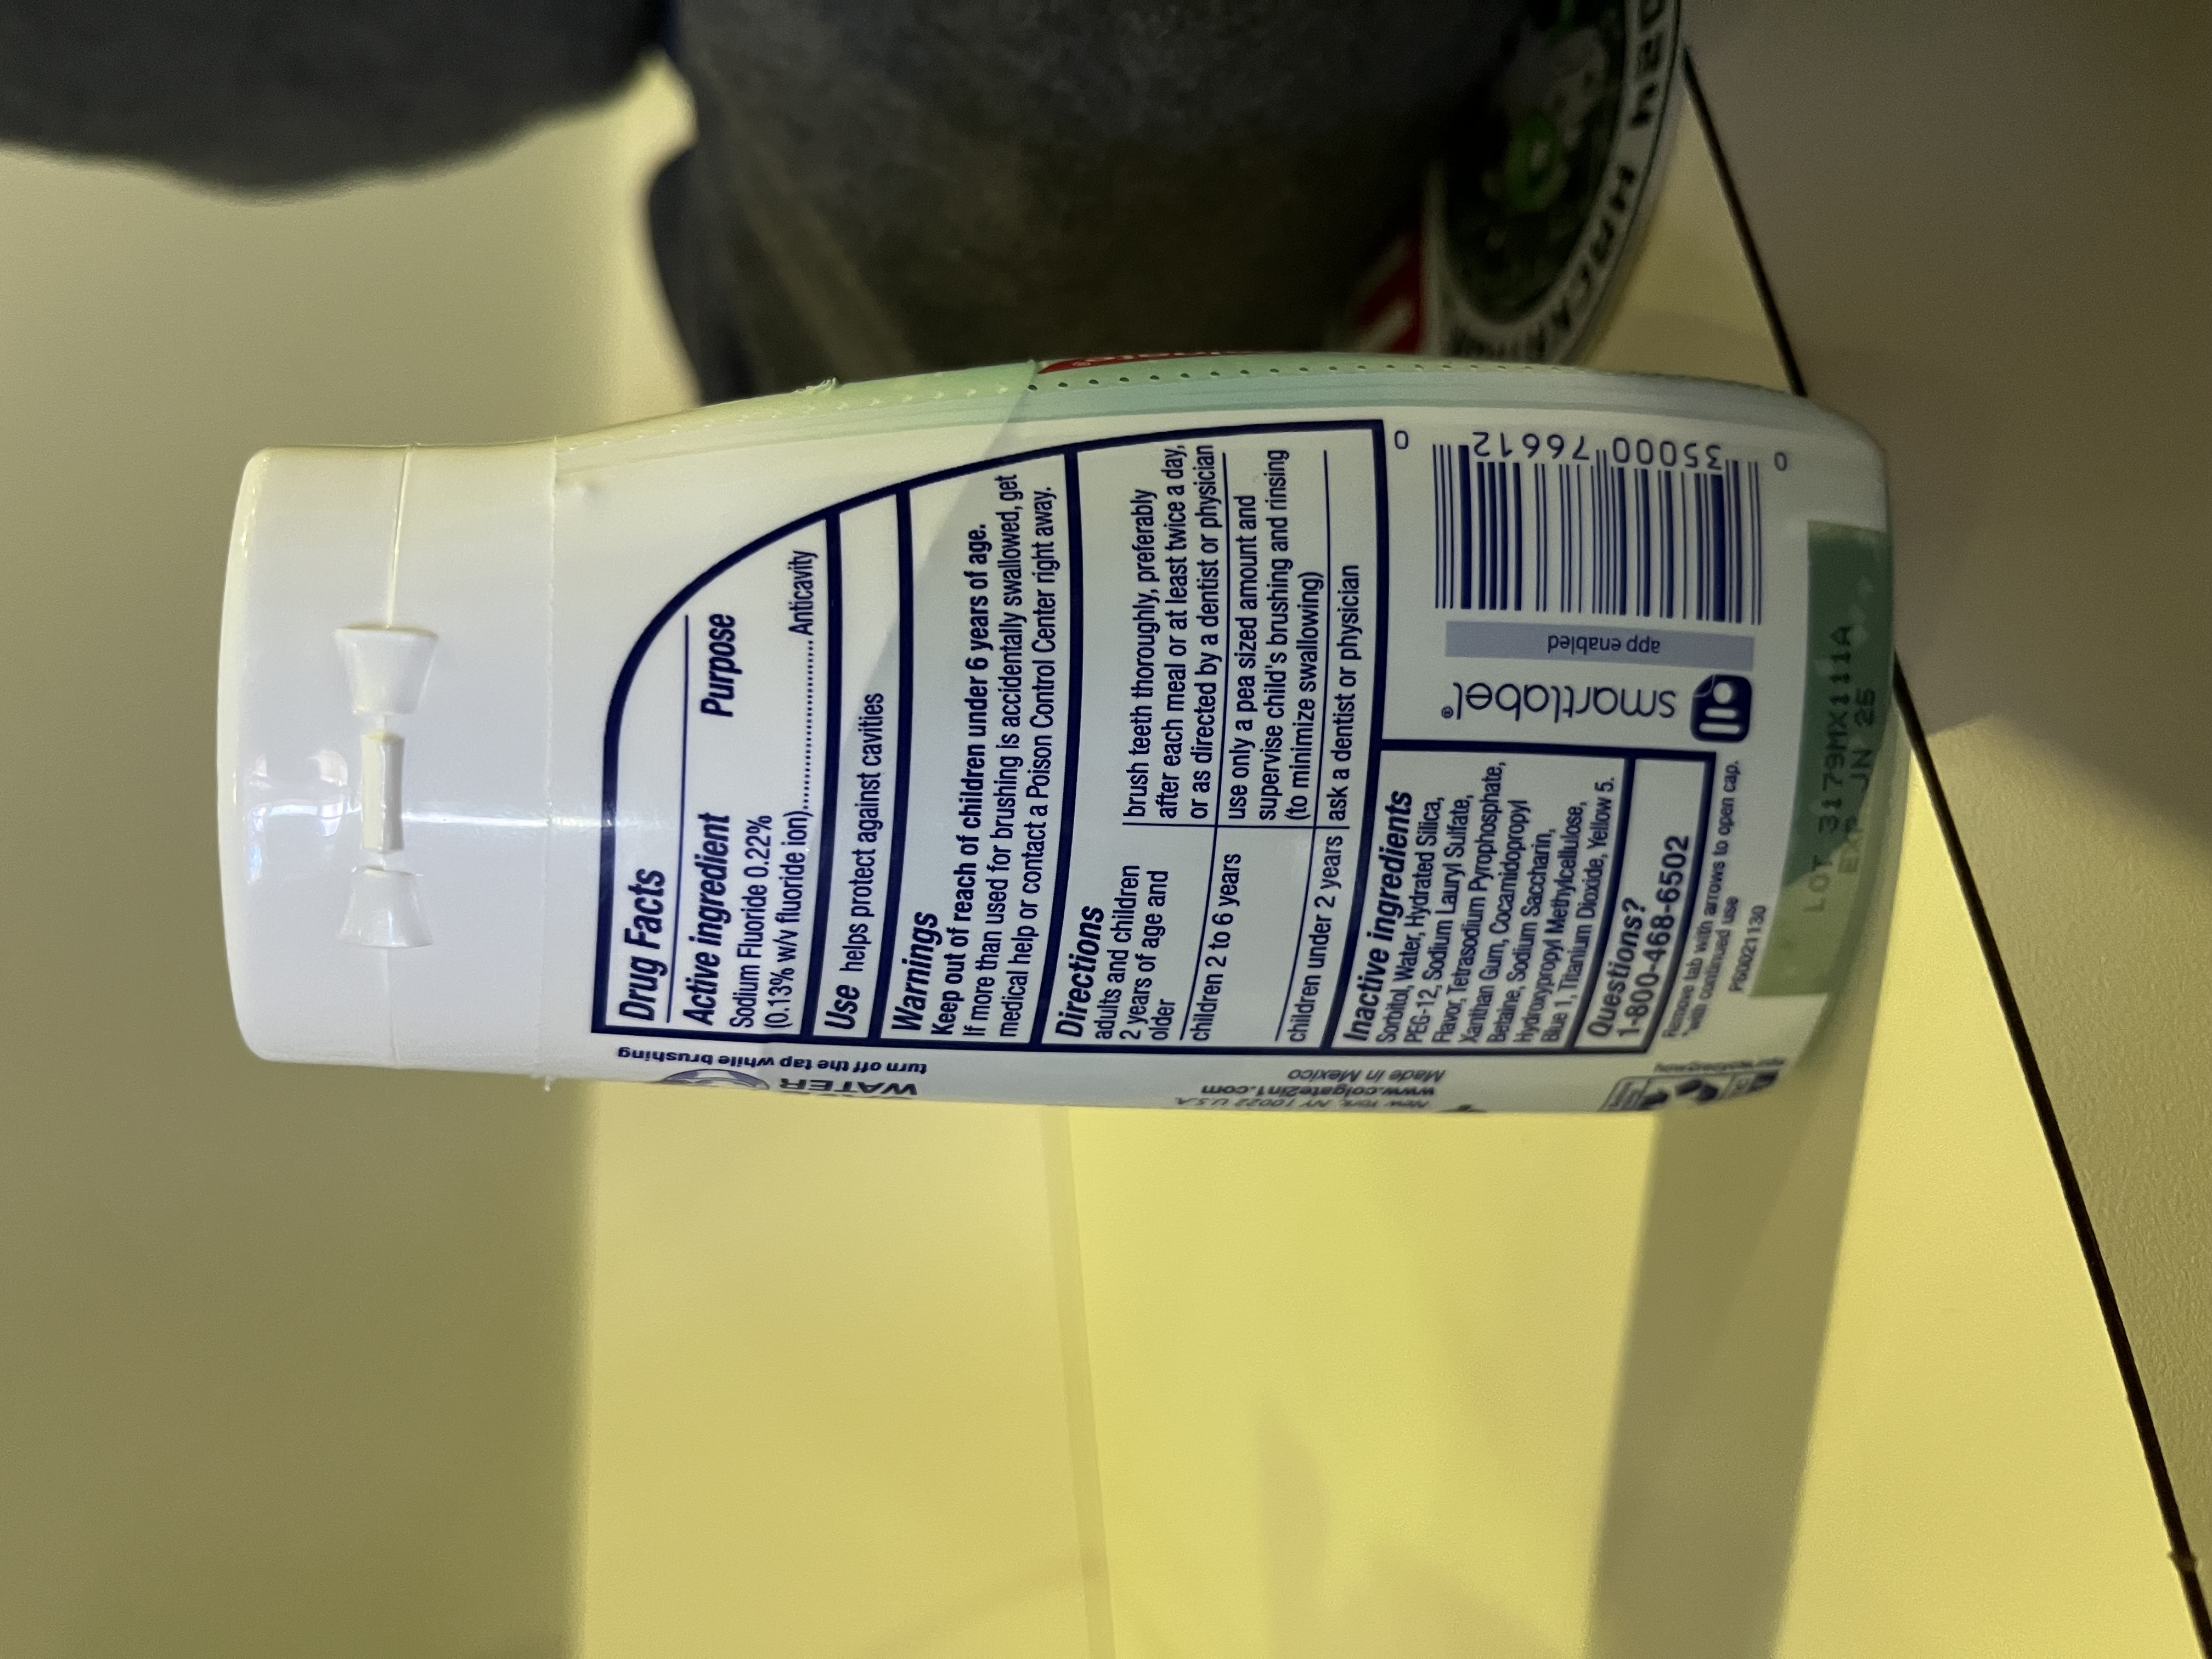 WATER
turn off the tap while brushing
New York, NY 10022 U.S.A.
www.colgate2in1.com
Made in Mexico
Drug Facts
Active ingredient Purpose
Sodium Fluoride 0.22%
(0.13% w/v fluoride ion)............................ Anticavity
Use helps protect against cavities
Warnings
Keep out of reach of children under 6 years of age.
If more than used for brushing is accidentally swallowed, get
medical help or contact a Poison Control Center right away.
Directions
adults and children
2 years of age and
older
brush teeth thoroughly, preferably
after each meal or at least twice a day,
or as directed by a dentist or physician
children 2 to 6 years
use only a pea sized amount and
supervise child's brushing and rinsing
(to minimize swallowing)
children under 2 years ask a dentist or physician
Inactive ingredients
Sorbitol, Water, Hydrated Silica,
PEG-12, Sodium Lauryl Sulfate,
Flavor, Tetrasodium Pyrophosphate,
Xanthan Gum, Cocamidopropyl
Betaine, Sodium Saccharin,
Hydroxypropyl Methylcellulose,
Blue 1, Titanium Dioxide, Yellow 5.
Questions?
1-800-468-6502
Remove tab with arrows to open cap.
*with continued use
P60021130
smartlabel®
app enabled
0 35000 76612 0
LOT 3179MX111A
EXP JN 25